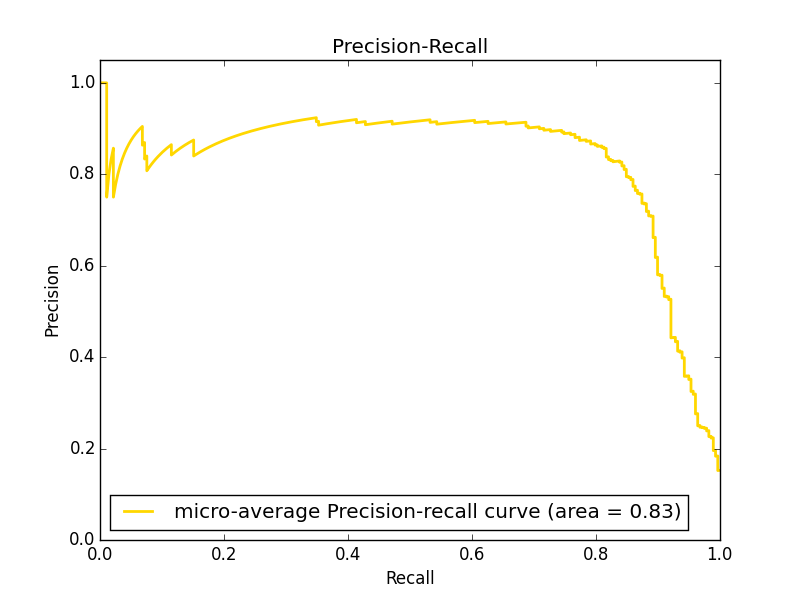 Precision-Recall
1.0
0.8
0.6
0.4
0.2
0.0
Precision
micro-average Precision-recall curve (area = 0.83)
0.0 0.2 0.4 0.6 0.8 1.0
Recall